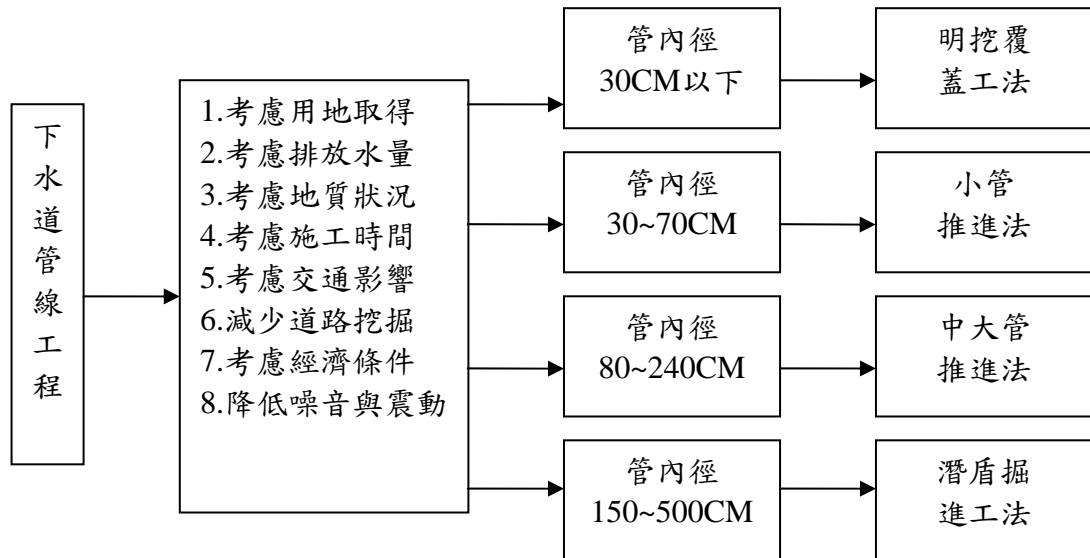 下水道管線工程
1.考慮用地取得
2.考慮排放水量
3.考慮地質狀況
4.考慮施工時間
5.考慮交通影響
6.減少道路挖掘
7.考慮經濟條件
8.降低噪音與震動
管內徑
30CM以下
明挖覆
蓋工法
管內徑
30~70CM
小管
推進法
管內徑
80~240CM
中大管
推進法
管內徑
150~500CM
潛盾掘
進工法